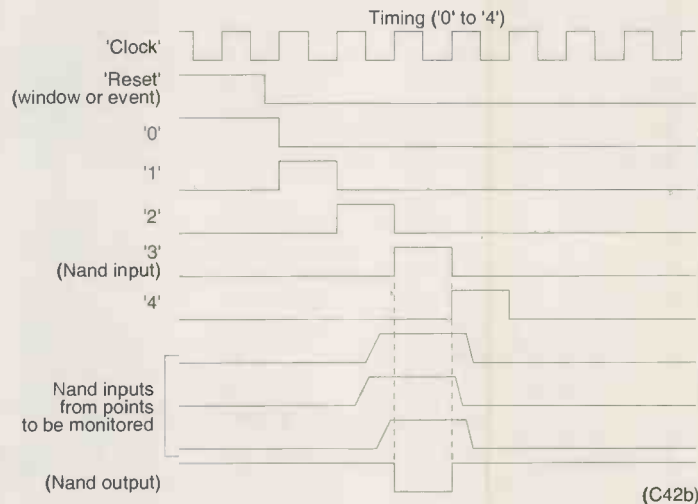 Timing ('0' to '4')
'Clock'
'Reset'
(window or event)
'0'
'1'
'2'
'3'
(Nand input)
'4'
Nand inputs
from points
to be monitored
(Nand output)
(C42b)